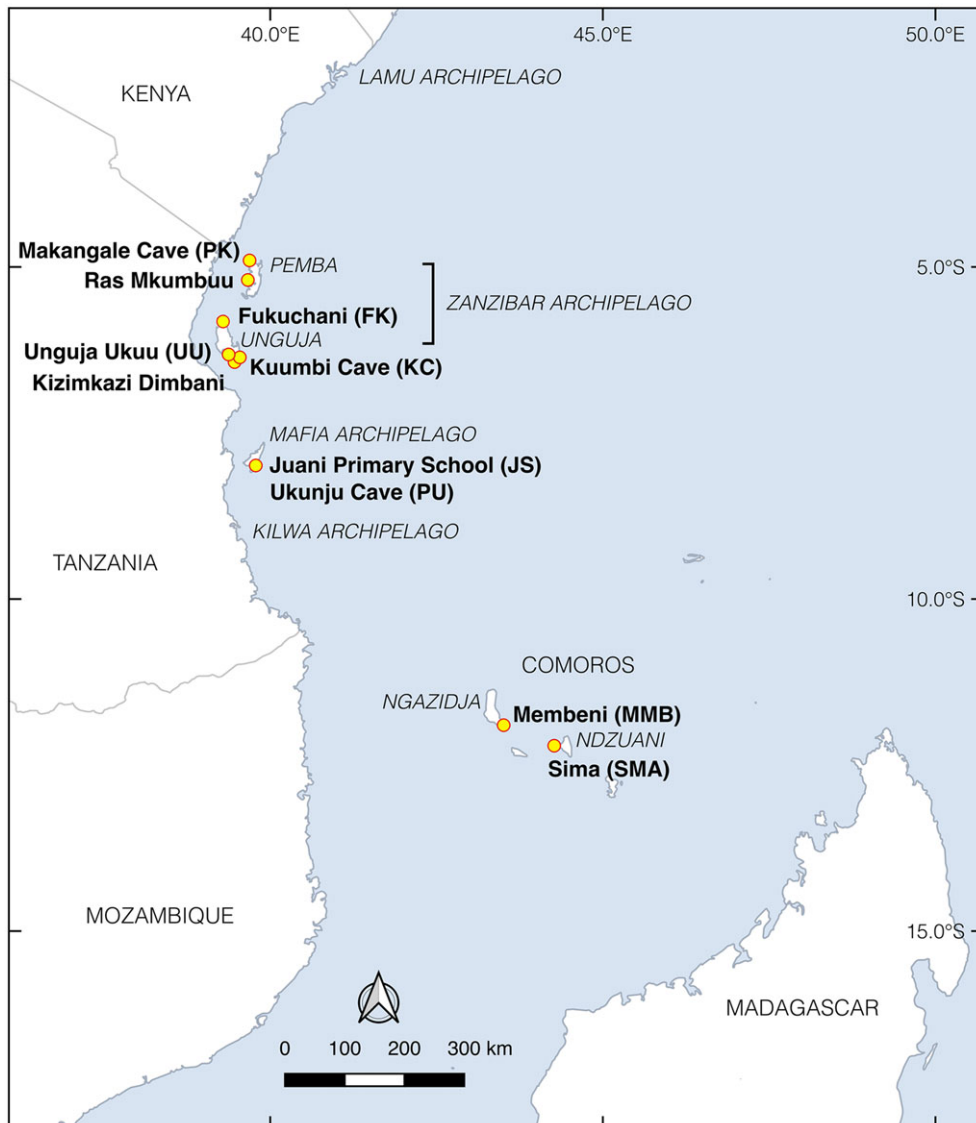 40.0°E
45.0°E
50.0°E
LAMU ARCHIPELAGO
KENYA
Makangale Cave (PK)
PEMBA
5.0°S
Ras Mkumbuu
ZANZIBAR ARCHIPELAGO
Fukuchani (FK)
UNGUJA
Unguja Ukuu (UU)
Kuumbi Cave (KC)
Kizimkazi Dimbani
MAFIA ARCHIPELAGO
Juani Primary School (JS)
Ukunju Cave (PU)
KILWA ARCHIPELAGO
TANZANIA
10.0°S
COMOROS
NGAZIDJA
Membeni (MMB)
NDZUANI
Sima (SMA)
MOZAMBIQUE
15.0°S
MADAGASCAR
0 100 200 300 km